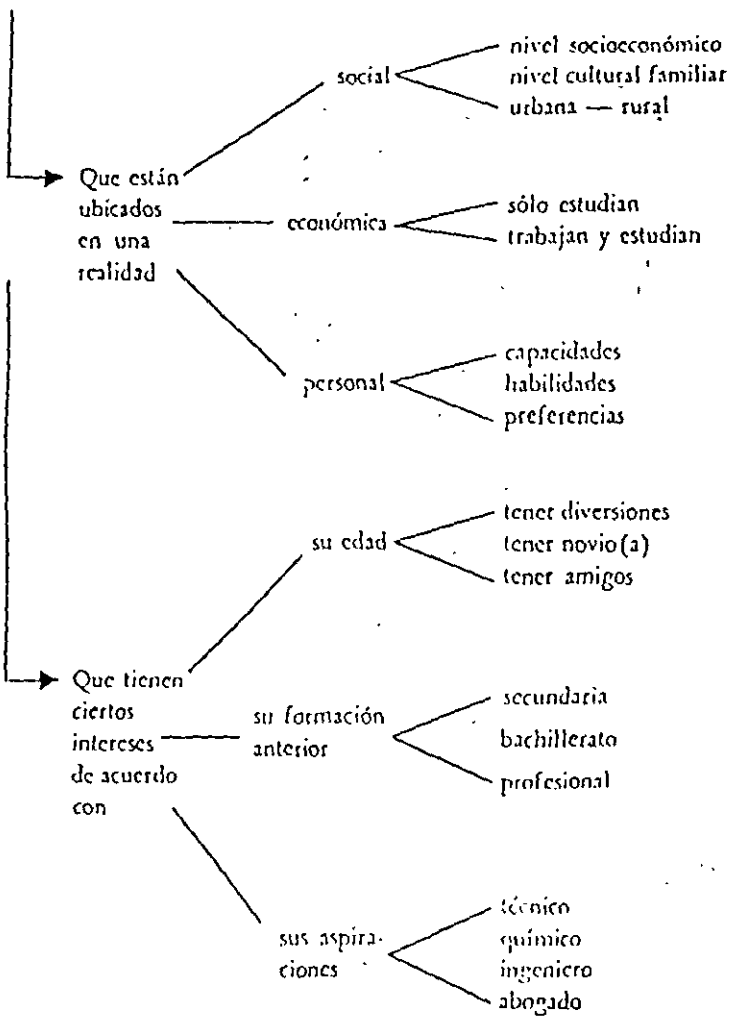 social
nivel socioeconómico
nivel cultural familiar
urbana — rural
Que están
ubicados
en una
realidad
económica
sólo estudian
trabajan y estudian
personal
capacidades
habilidades
preferencias
su edad
tener diversiones
tener novio(a)
tener amigos
Que tienen
ciertos
intereses
de acuerdo
con
su formación
anterior
secundaria
bachillerato
profesional
sus aspira-
ciones
técnico
químico
ingeniero
abogado